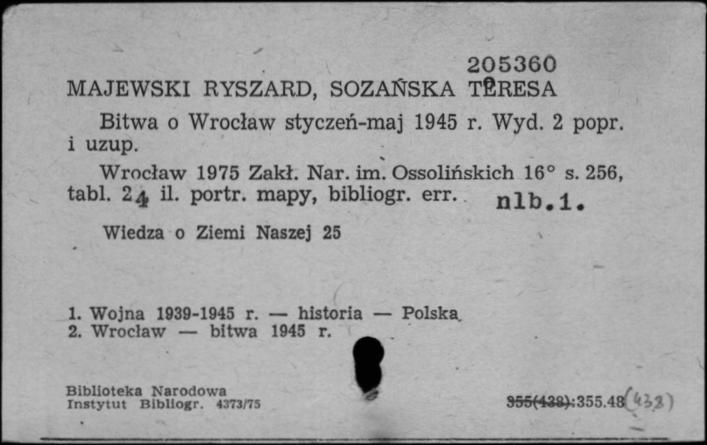 205360
MAJEWSKI RYSZARD, SOZAŃSKA TERESA
Bitwa o Wrocław styczeń-maj 1945 r. Wyd. 2 popr.
i uzup.
Wrocław 1975 Zakł. Nar. im. Ossolińskich 16° s. 256,
tabl. 24 il. portr. mapy, bibliogr. err. nlb.1.
Wiedza o Ziemi Naszej 25
1. Wojna 1939-1945 r. — historia — Polska
2. Wrocław — bitwa 1945 r.
Biblioteka Narodowa
Instytut Bibliogr. 4373/75
355(438):355.48(438)